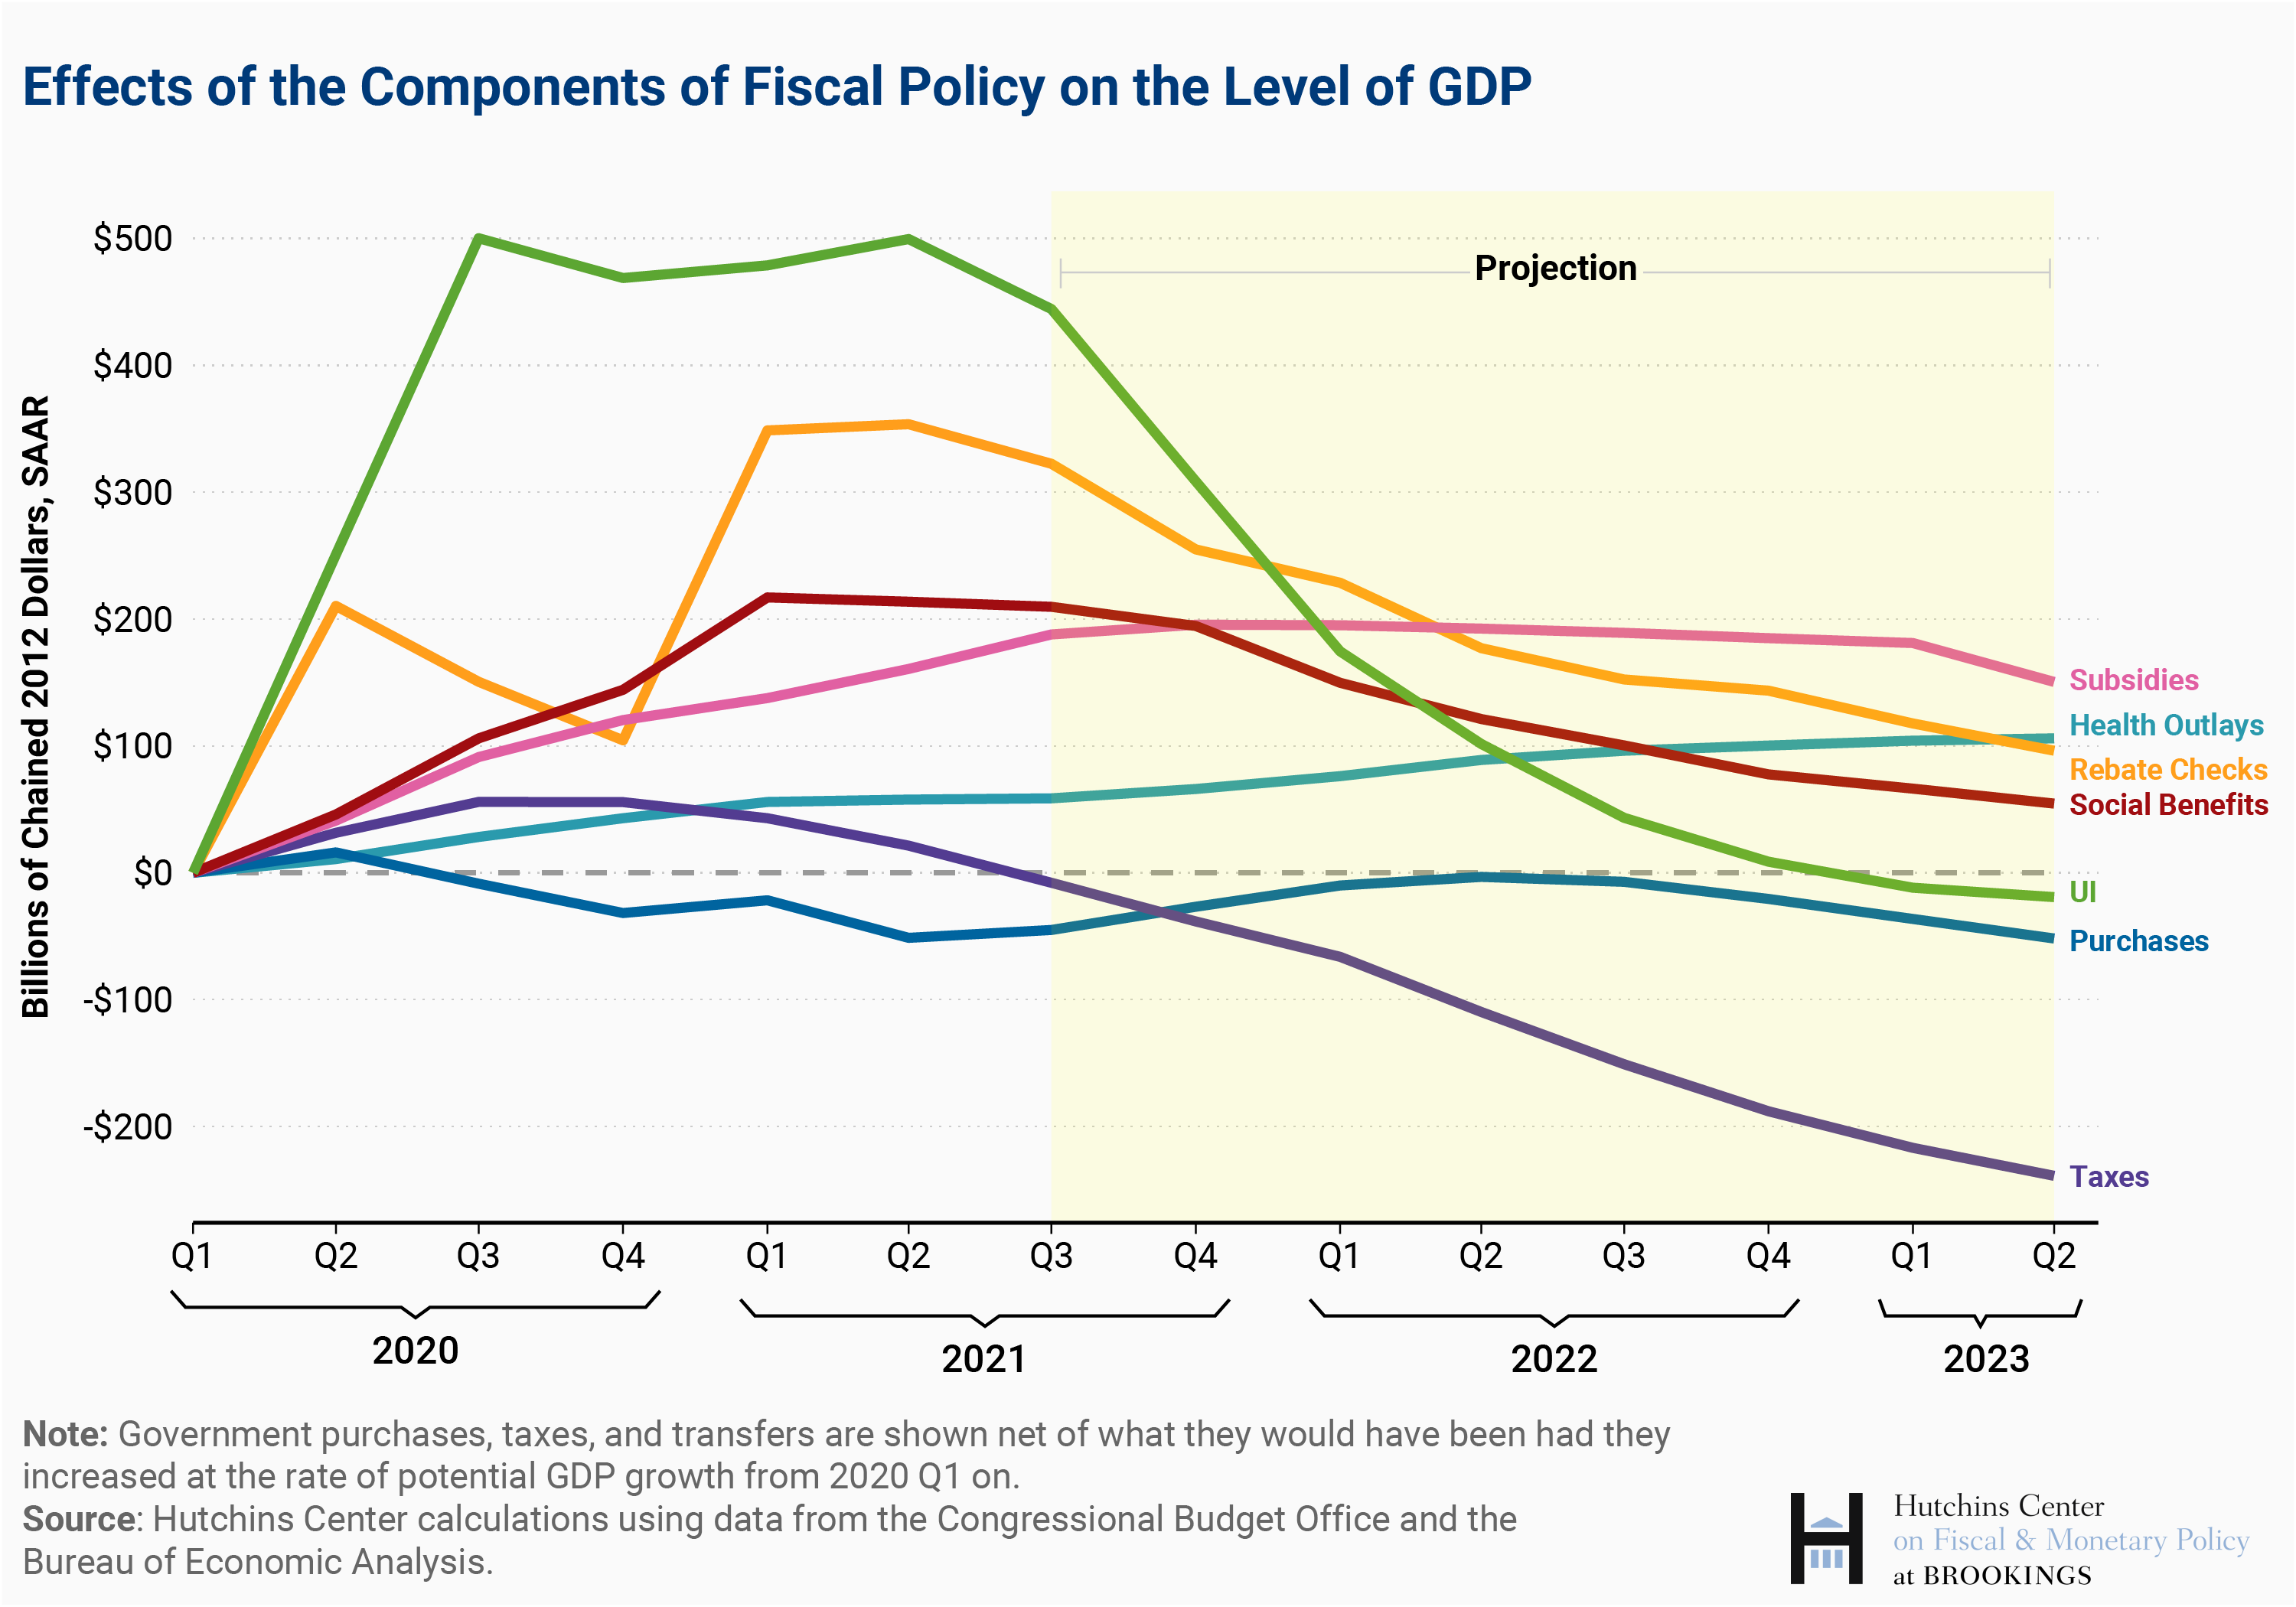 Effects of the Components of Fiscal Policy on the Level of GDP
Billions of Chained 2012 Dollars, SAAR
$500
$400
$300
$200
$100
$0
-$100
-$200
Projection
Subsidies
Health Outlays
Rebate Checks
Social Benefits
UI
Purchases
Taxes
Q1 Q2 Q3 Q4 Q1 Q2 Q3 Q4 Q1 Q2 Q3 Q4 Q1 Q2
2020 2021 2022 2023
Note: Government purchases, taxes, and transfers are shown net of what they would have been had they
increased at the rate of potential GDP growth from 2020 Q1 on.
Source: Hutchins Center calculations using data from the Congressional Budget Office and the
Bureau of Economic Analysis.
Hutchins Center
on Fiscal & Monetary Policy
at BROOKINGS